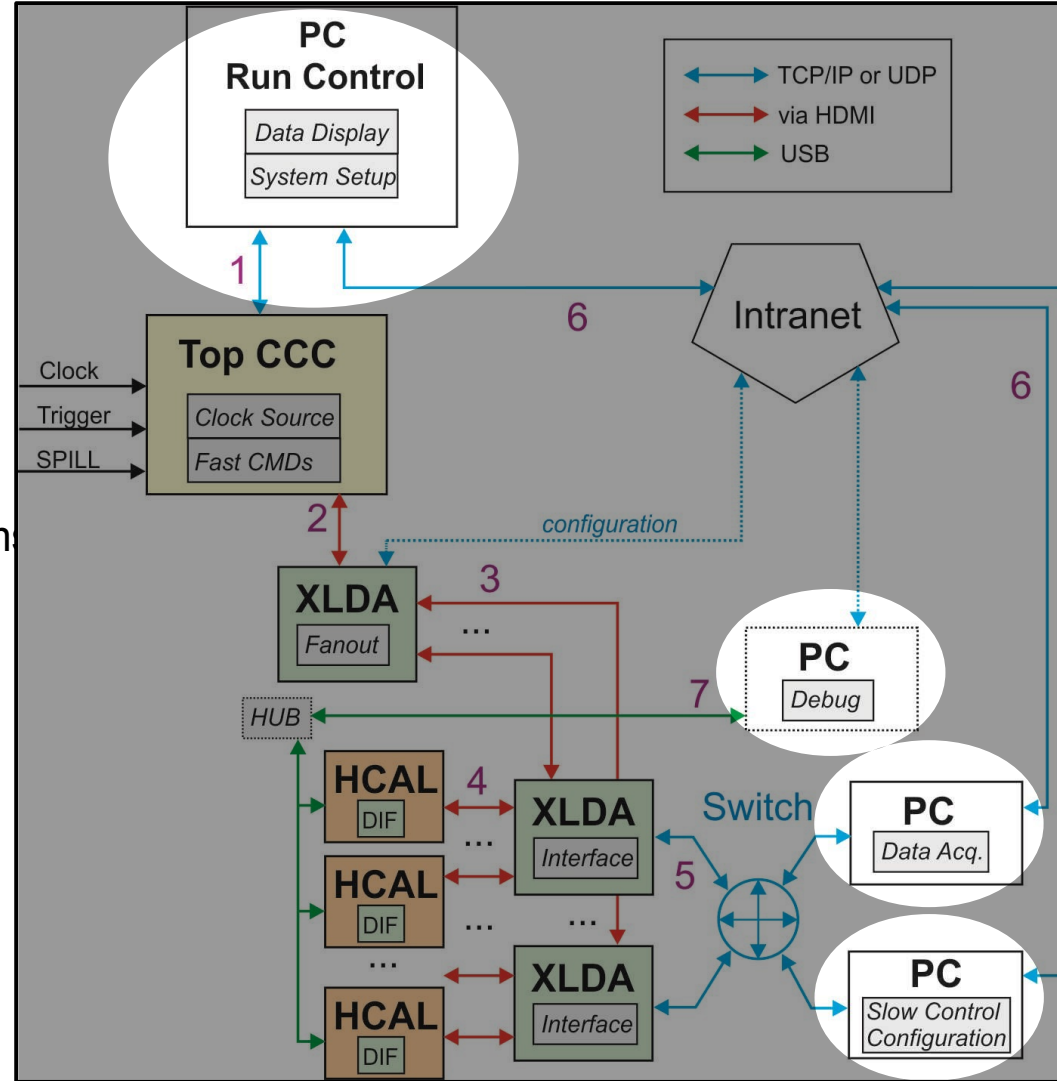 PC
Run Control
Data Display
System Setup
TCP/IP or UDP
via HDMI
USB
1
6
Intranet
6
Clock
Trigger
SPILL
Top CCC
Clock Source
Fast CMDs
2
configuration
XLDA
Fanout
3
...
PC
Debug
7
HUB
HCAL
DIF
4
...
XLDA
Interface
Switch
PC
Data Acq.
5
HCAL
DIF
...
...
...
HCAL
DIF
XLDA
Interface
PC
Slow Control
Configuration